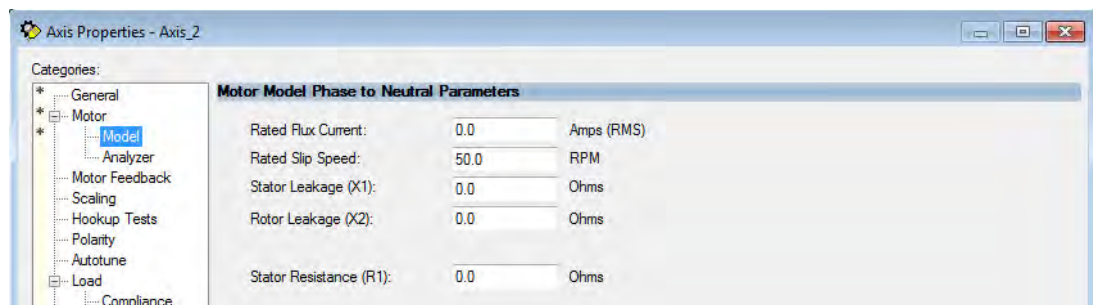 Axis Properties - Axis_2
Categories:
* General
* Motor
* Model
Analyzer
Motor Feedback
Scaling
Hookup Tests
Polarity
Autotune
Load
Compliance
Motor Model Phase to Neutral Parameters
Rated Flux Current: 0.0 Amps (RMS)
Rated Slip Speed: 50.0 RPM
Stator Leakage (X1): 0.0 Ohms
Rotor Leakage (X2): 0.0 Ohms
Stator Resistance (R1): 0.0 Ohms